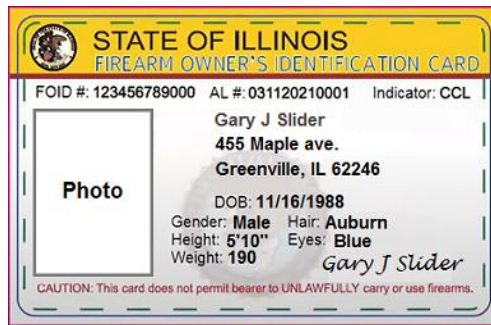 STATE OF ILLINOIS
FIREARM OWNER'S IDENTIFICATION CARD
FOID #: 123456789000 AL #: 031120210001 Indicator: CCL
Gary J Slider
455 Maple ave.
Greenville, IL 62246
Photo
DOB: 11/16/1988
Gender: Male Hair: Auburn
Height: 5'10" Eyes: Blue
Weight: 190 Gary J Slider
CAUTION: This card does not permit bearer to UNLAWFULLY carry or use firearms.